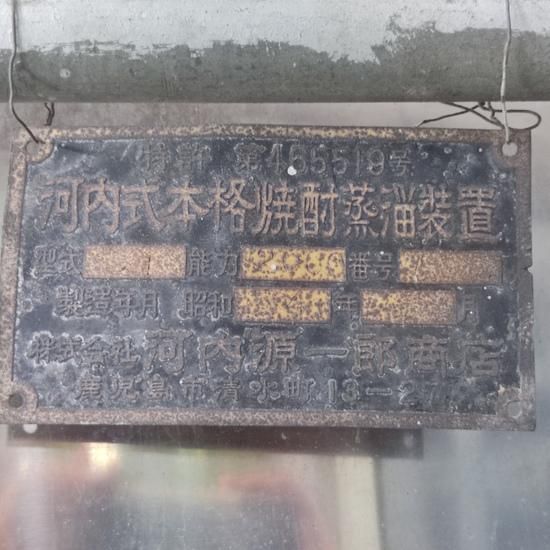 特許 第455519号
河内式本格焼酎蒸溜装置
型式 能力 番号
製造年月 昭和 年 月
株式会社 河内源一郎商店
鹿児島市清水町13-27